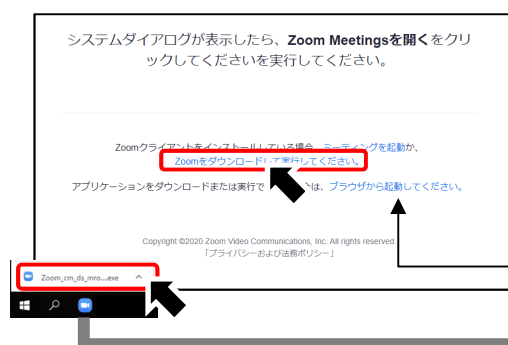 システムダイアログが表示したら、Zoom Meetingsを開くをクリ
ックしてくださいを実行してください。
Zoomクライアントをインストールしている場合、ミーティングを起動か、
Zoomをダウンロードして実行してください。
アプリケーションをダウンロードまたは実行で は、ブラウザから起動してください。
Copyright ©2020 Zoom Video Communications, Inc. All rights reserved.
「プライバシーおよび法務ポリシー」
Zoom_cm_ds_mro....exe